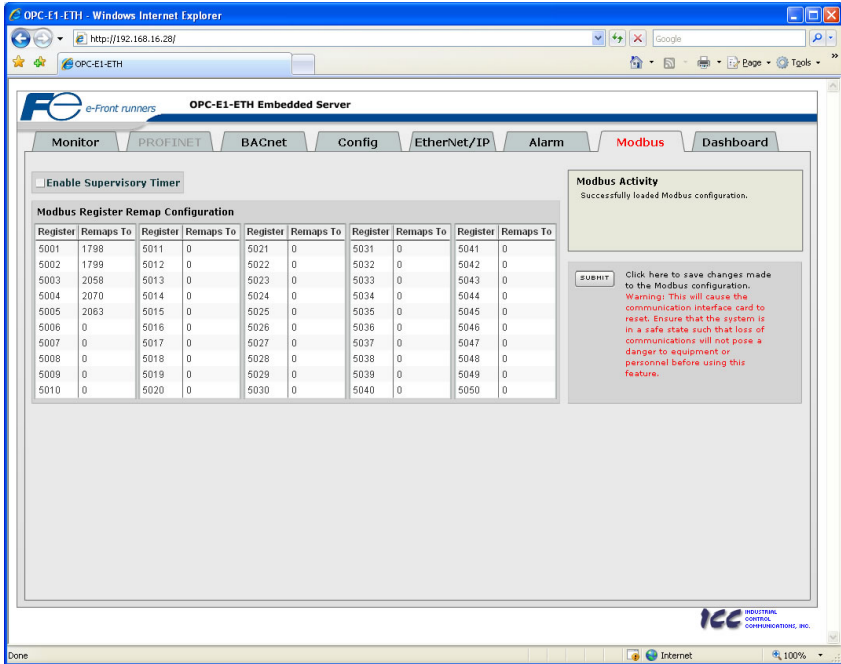 OPC-E1-ETH - Windows Internet Explorer
http://192.168.16.28/
Google
OPC-E1-ETH
Page
Tools
»
Fe e-Front runners
OPC-E1-ETH Embedded Server
Monitor PROFINET BACnet Config EtherNet/IP Alarm Modbus Dashboard
Enable Supervisory Timer
Modbus Register Remap Configuration
Register Remaps To Register Remaps To Register Remaps To Register Remaps To Register Remaps To
5001 1798 5011 0 5021 0 5031 0 5041 0
5002 1799 5012 0 5022 0 5032 0 5042 0
5003 2058 5013 0 5023 0 5033 0 5043 0
5004 2070 5014 0 5024 0 5034 0 5044 0
5005 2063 5015 0 5025 0 5035 0 5045 0
5006 0 5016 0 5026 0 5036 0 5046 0
5007 0 5017 0 5027 0 5037 0 5047 0
5008 0 5018 0 5028 0 5038 0 5048 0
5009 0 5019 0 5029 0 5039 0 5049 0
5010 0 5020 0 5030 0 5040 0 5050 0
Modbus Activity
Successfully loaded Modbus configuration.
SUBMIT
Click here to save changes made
to the Modbus configuration.
Warning: This will cause the
communication interface card to
reset. Ensure that the system is
in a safe state such that loss of
communications will not pose a
danger to equipment or
personnel before using this
feature.
ICC INDUSTRIAL
CONTROL
COMMUNICATIONS, INC.
Done
Internet
100%